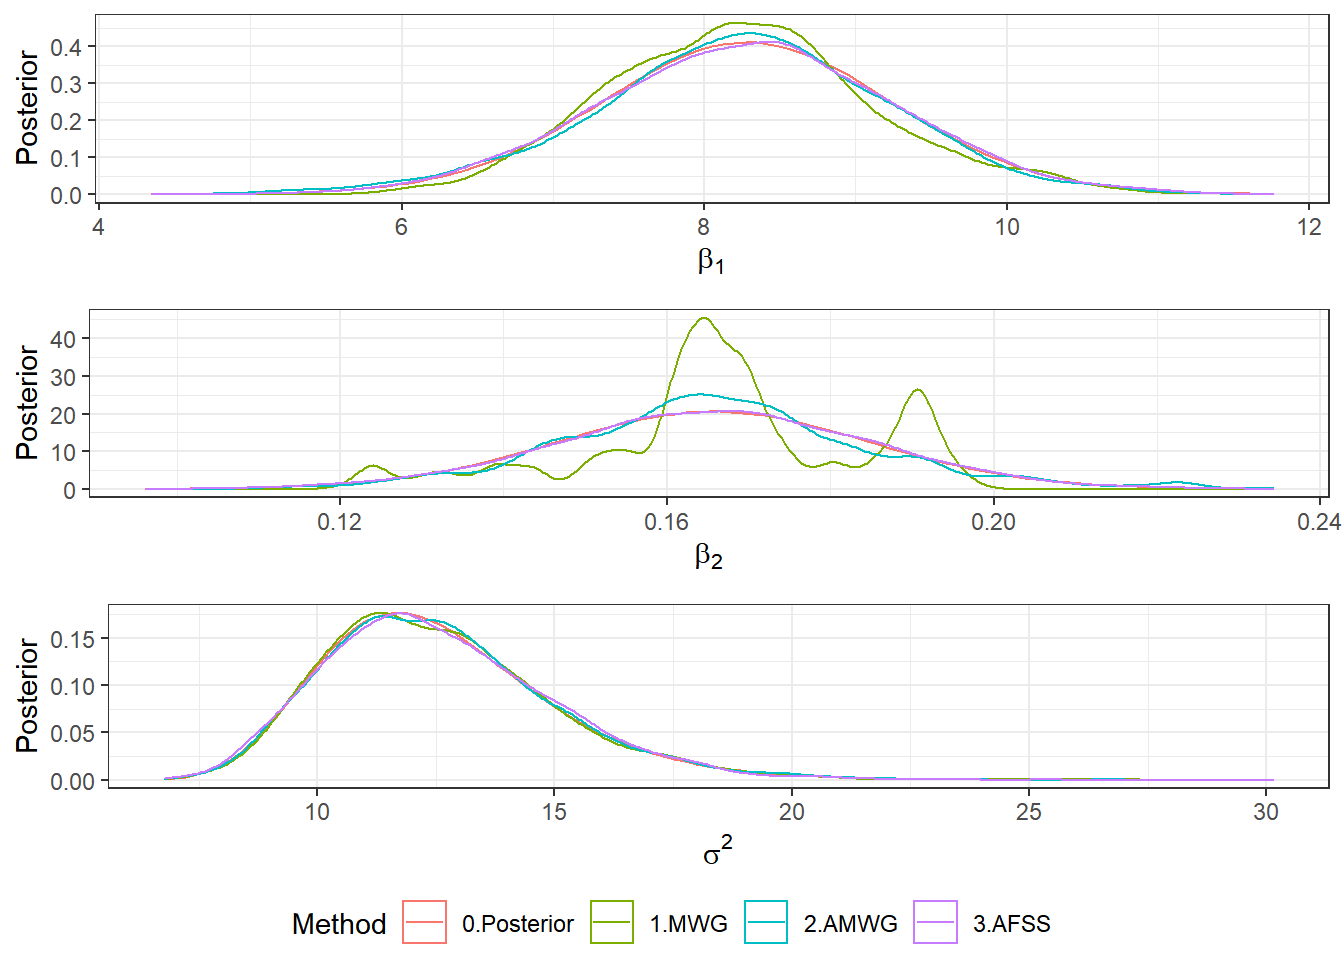 Posterior
0.4
0.3
0.2
0.1
0.0
4 6 8 10 12
β1
Posterior
40
30
20
10
0
0.12 0.16 0.20 0.24
β2
Posterior
0.15
0.10
0.05
0.00
10 15 20 25 30
σ2
Method 0.Posterior 1.MWG 2.AMWG 3.AFSS